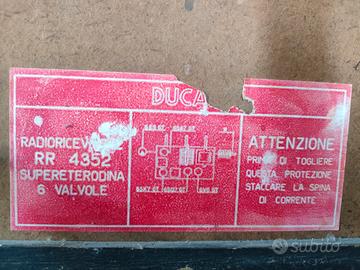 DUCA
RADIORICEV
RR 4352
SUPERETERODINA
6 VALVOLE
ATTENZIONE
PRIMA DI TOGLIERE
QUESTA PROTEZIONE
STACCARE LA SPINA
DI CORRENTE
subito